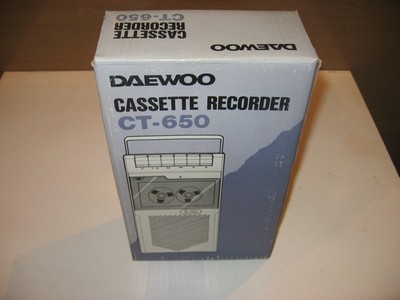 DAEWOO
CASSETTE
RECORDER
CT-650
DAEWOO
CASSETTE RECORDER
CT-650